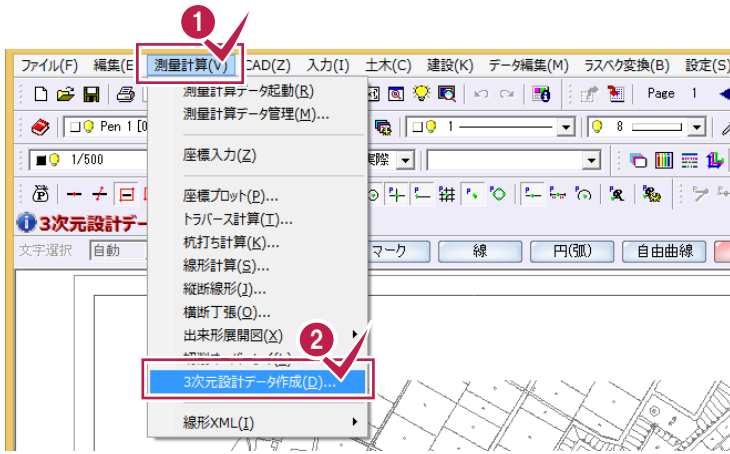 1
ファイル(F) 編集(E 測量計算(V) CAD(Z) 入力(I) 土木(C) 建設(K) データ編集(M) ラスベク変換(B) 設定(S)
測量計算データ起動(R)
Page 1
測量計算データ管理(M)...
Pen 1 [0
1
8
座標入力(Z)
1/500
実際
座標プロット(P)...
トラバース計算(T)...
3次元設計デー
杭打ち計算(K)...
文字選択 自動
マーク 線 円(弧) 自由曲線
線形計算(S)...
縦断線形(J)...
横断丁張(O)...
出来形展開図(X)
2
3次元設計データ作成(D)...
線形XML(I)